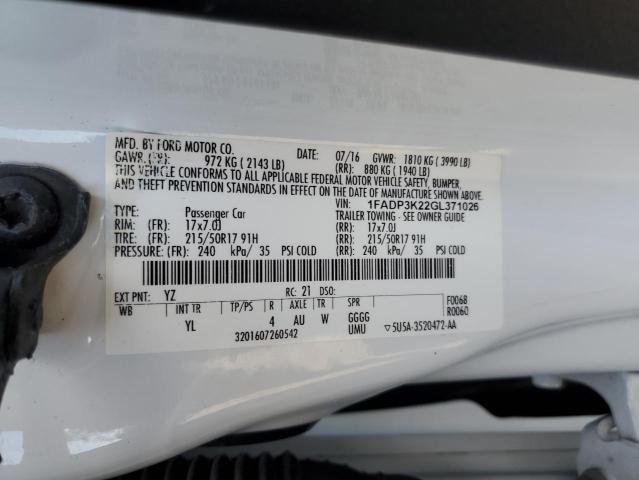 MFD. BY FORD MOTOR CO. DATE: 07/16 GVWR: 1810 KG ( 3990 LB)
GAWR. 972 KG ( 2143 LB) (RR): 880 KG ( 1940 LB)
THIS VEHICLE CONFORMS TO ALL APPLICABLE FEDERAL MOTOR VEHICLE SAFETY, BUMPER,
AND THEFT PREVENTION STANDARDS IN EFFECT ON THE DATE OF MANUFACTURE SHOWN ABOVE.
VIN: 1FADP3K22GL371026
TYPE: Passenger Car TRAILER TOWING - SEE OWNER GUIDE
RIM: (FR): 17x7.0J (RR): 17x7.0J
TIRE: (FR): 215/50R17 91H (RR): 215/50R17 91H
PRESSURE: (FR): 240 kPa/ 35 PSI COLD (RR): 240 kPa/ 35 PSI COLD
EXT PNT: YZ RC: 21 DSO:
WB INT TR TP/PS R AXLE TR SPR F0068
YL 4 AU W GGGG R0060
3201607260542 UMU ▽5U5A-3520472-AA